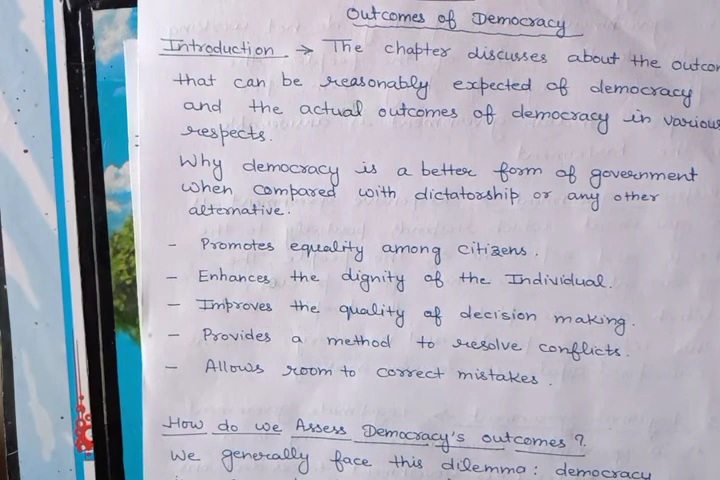 Outcomes of Democracy
Introduction → The chapter discusses about the outcom
that can be reasonably expected of democracy
and the actual outcomes of democracy in various
respects.
Why democracy is a better form of government
when compared with dictatorship or any other
alternative.
- Promotes equality among citizens.
- Enhances the dignity of the Individual.
- Improves the quality of decision making.
- Provides a method to resolve conflicts.
- Allows room to correct mistakes.
How do we Assess Democracy's outcomes?
We generally face this dilemma: democracy